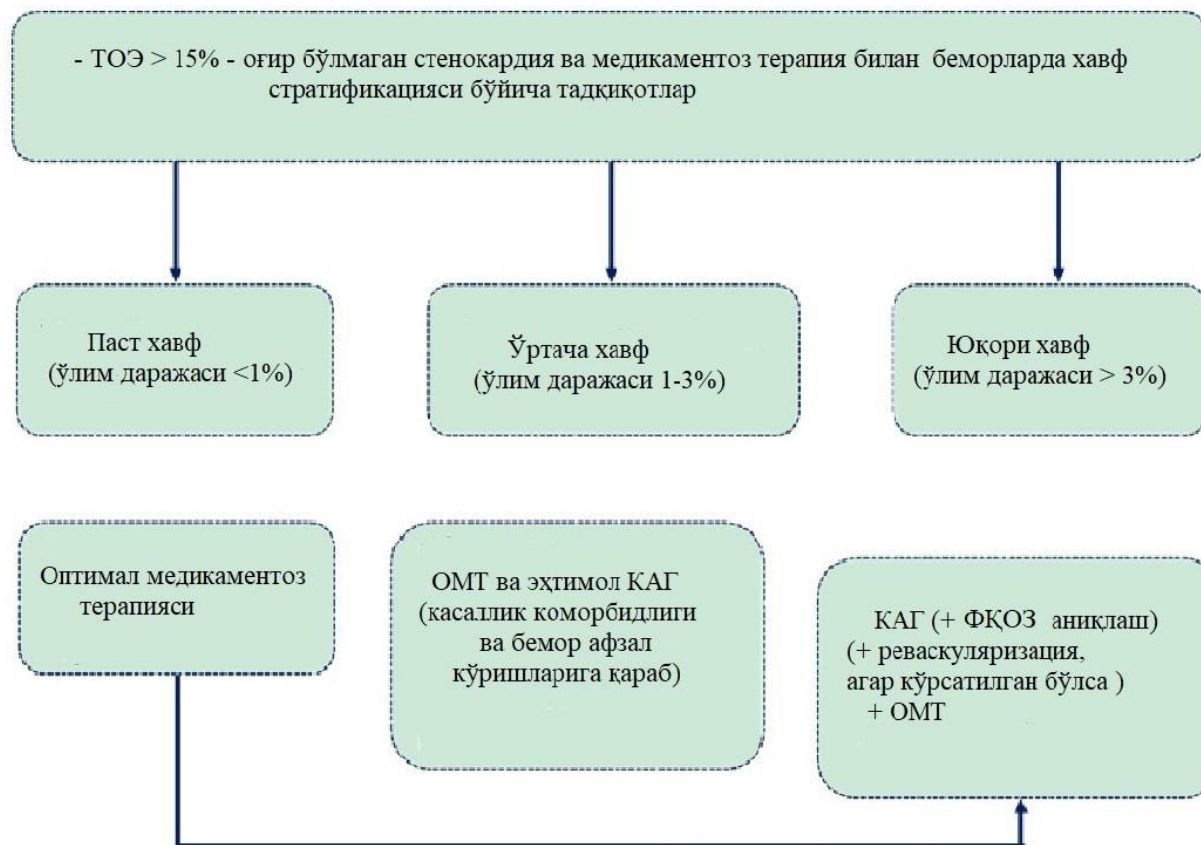 - ТОЭ > 15% - оғир бўлмаган стенокардия ва медикаментоз терапия билан беморларда хавф
стратификацияси бўйича тадқиқотлар
Паст хавф
(ўлим даражаси <1%)
Ўртача хавф
(ўлим даражаси 1-3%)
Юқори хавф
(ўлим даражаси > 3%)
Оптимал медикаментоз
терапияси
ОМТ ва эҳтимол КАГ
(касаллик коморбидлиги
ва бемор афзал
кўришларига қараб)
КАГ (+ ФҚОЗ аниқлаш)
(+ реваскуляризация,
агар кўрсатилган бўлса )
+ ОМТ